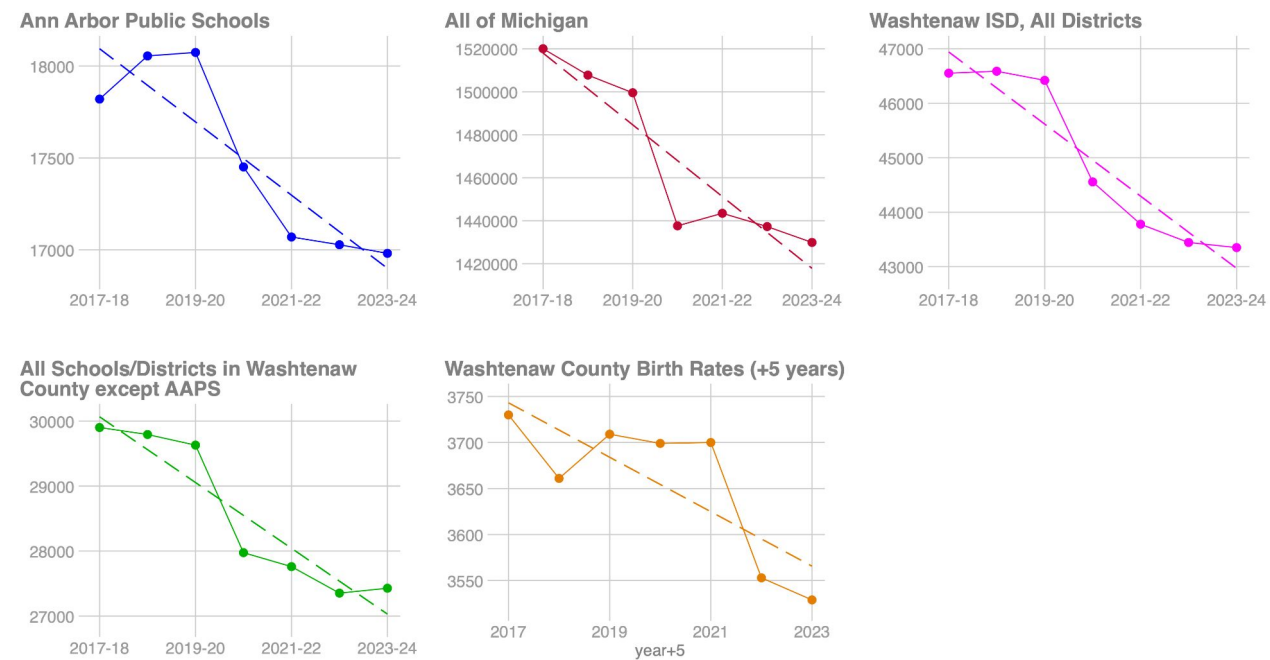 Ann Arbor Public Schools
18000
17500
17000
2017-18 2019-20 2021-22 2023-24
All of Michigan
1520000
1500000
1480000
1460000
1440000
1420000
2017-18 2019-20 2021-22 2023-24
Washtenaw ISD, All Districts
47000
46000
45000
44000
43000
2017-18 2019-20 2021-22 2023-24
All Schools/Districts in Washtenaw
County except AAPS
30000
29000
28000
27000
2017-18 2019-20 2021-22 2023-24
Washtenaw County Birth Rates (+5 years)
3750
3700
3650
3600
3550
2017 2019 2021 2023
year+5